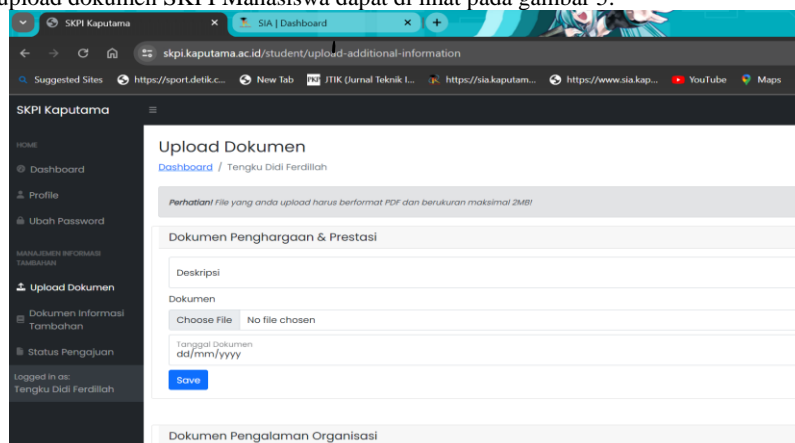 upload dokumen SKPI Mahasiswa dapat di lihat pada gambar 5.
SKPI Kaputama
SIA | Dashboard
skpi.kaputama.ac.id/student/upload-additional-information
Suggested Sites https://sport.detik.c... New Tab JTIK (Jurnal Teknik I... https://sia.kaputam... https://www.sia.kap... YouTube Maps
SKPI Kaputama
HOME
Dashboard
Profile
Ubah Password
MANAJEMEN INFORMASI
TAMBAHAN
Upload Dokumen
Dokumen Informasi
Tambahan
Status Pengajuan
Logged in as:
Tengku Didi Ferdillah
Upload Dokumen
Dashboard / Tengku Didi Ferdillah
Perhatian! File yang anda upload harus berformat PDF dan berukuran maksimal 2MB!
Dokumen Penghargaan & Prestasi
Deskripsi
Dokumen
Choose File No file chosen
Tanggal Dokumen
dd/mm/yyyy
Save
Dokumen Pengalaman Organisasi